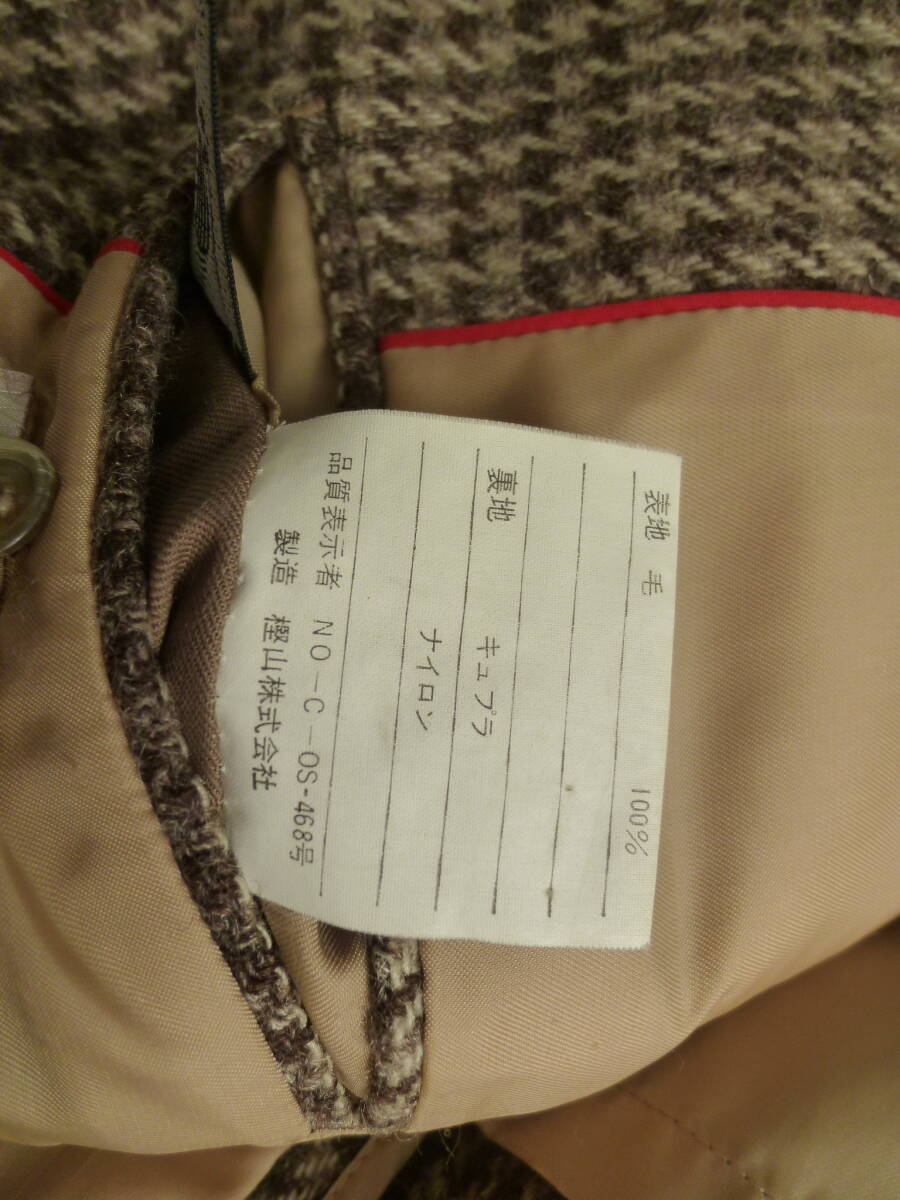 表地 毛 100%
裏地 キュプラ
ナイロン
品質表示者 NO-C-OS-468号
製造 樫山株式会社